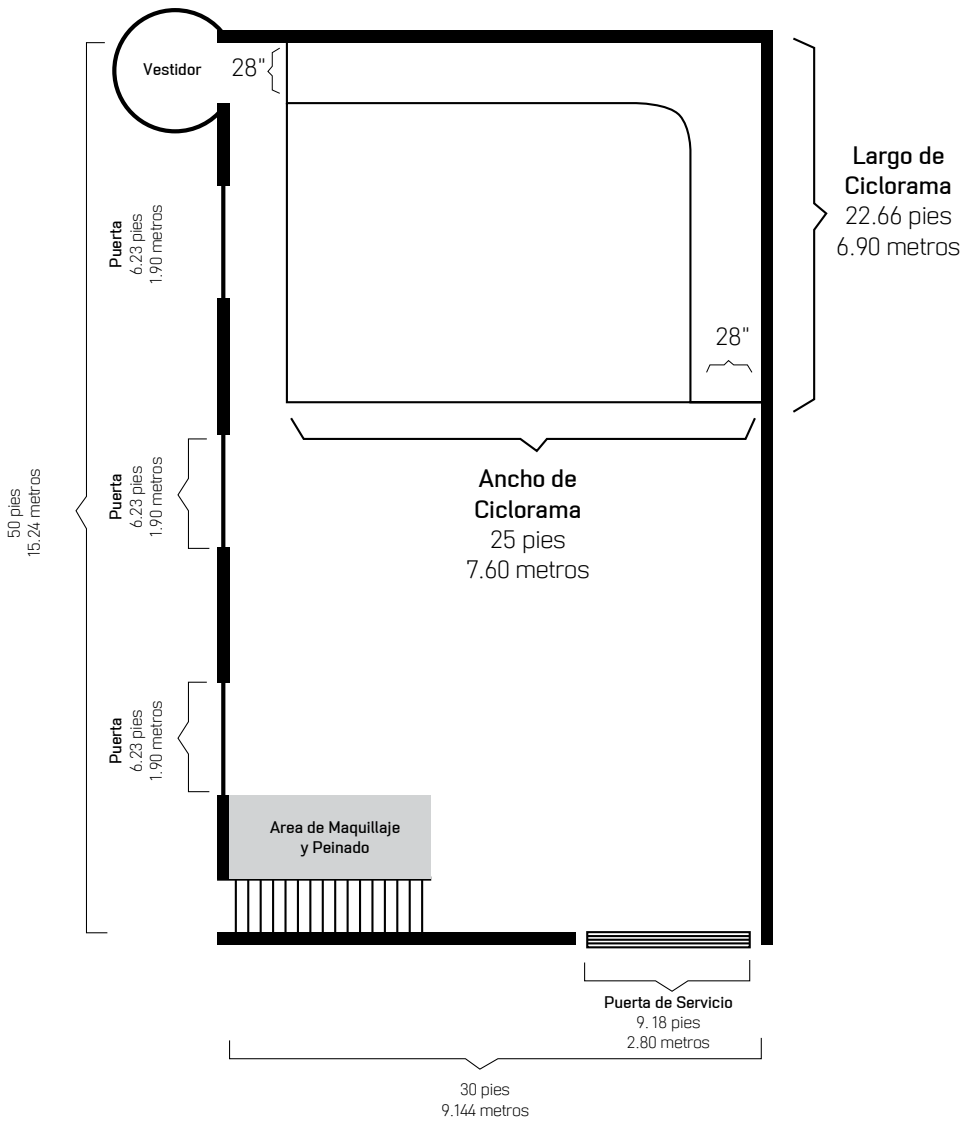 Vestidor
28"
Largo de
Ciclorama
22.66 pies
6.90 metros
Puerta
6.23 pies
1.90 metros
28"
Ancho de
Ciclorama
25 pies
7.60 metros
50 pies
15.24 metros
Puerta
6.23 pies
1.90 metros
Puerta
6.23 pies
1.90 metros
Area de Maquillaje
y Peinado
Puerta de Servicio
9.18 pies
2.80 metros
30 pies
9.144 metros